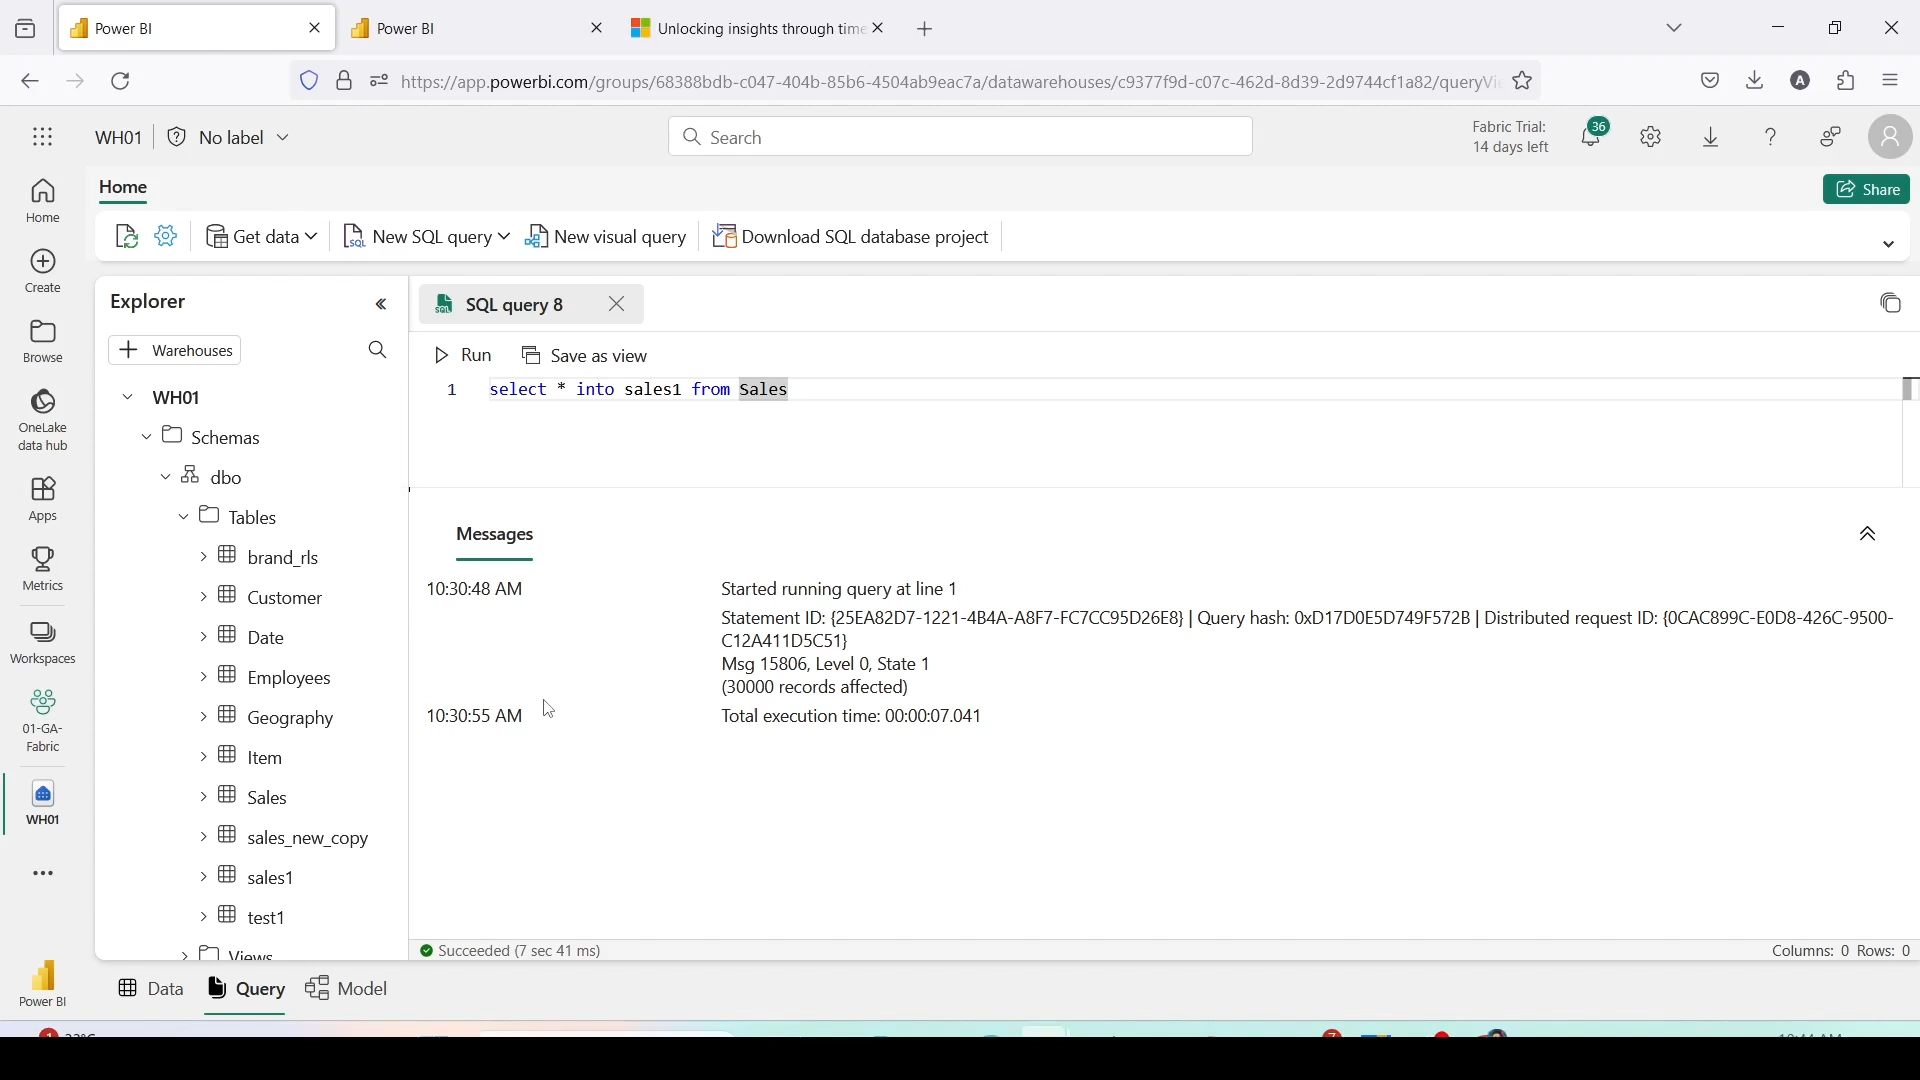 Power BI
Power BI
Unlocking insights through time
https://app.powerbi.com/groups/68388bdb-c047-404b-85b6-4504ab9eac7a/datawarehouses/c9377f9d-c07c-462d-8d39-2d9744cf1a82/queryVi
A
WH01
No label
Search
Fabric Trial:
14 days left
36
?
Home
Share
Get data
New SQL query
New visual query
Download SQL database project
Home
Create
Browse
OneLake
data hub
Apps
Metrics
Workspaces
01-GA-
Fabric
WH01
Power BI
Explorer
Warehouses
WH01
Schemas
dbo
Tables
brand_rls
Customer
Date
Employees
Geography
Item
Sales
sales_new_copy
sales1
test1
Views
SQL query 8
Run
Save as view
1 select * into sales1 from Sales
Messages
10:30:48 AM Started running query at line 1
Statement ID: {25EA82D7-1221-4B4A-A8F7-FC7CC95D26E8} | Query hash: 0xD17D0E5D749F572B | Distributed request ID: {0CAC899C-E0D8-426C-9500-
C12A411D5C51}
Msg 15806, Level 0, State 1
(30000 records affected)
10:30:55 AM Total execution time: 00:00:07.041
Succeeded (7 sec 41 ms)
Columns: 0 Rows: 0
Data
Query
Model